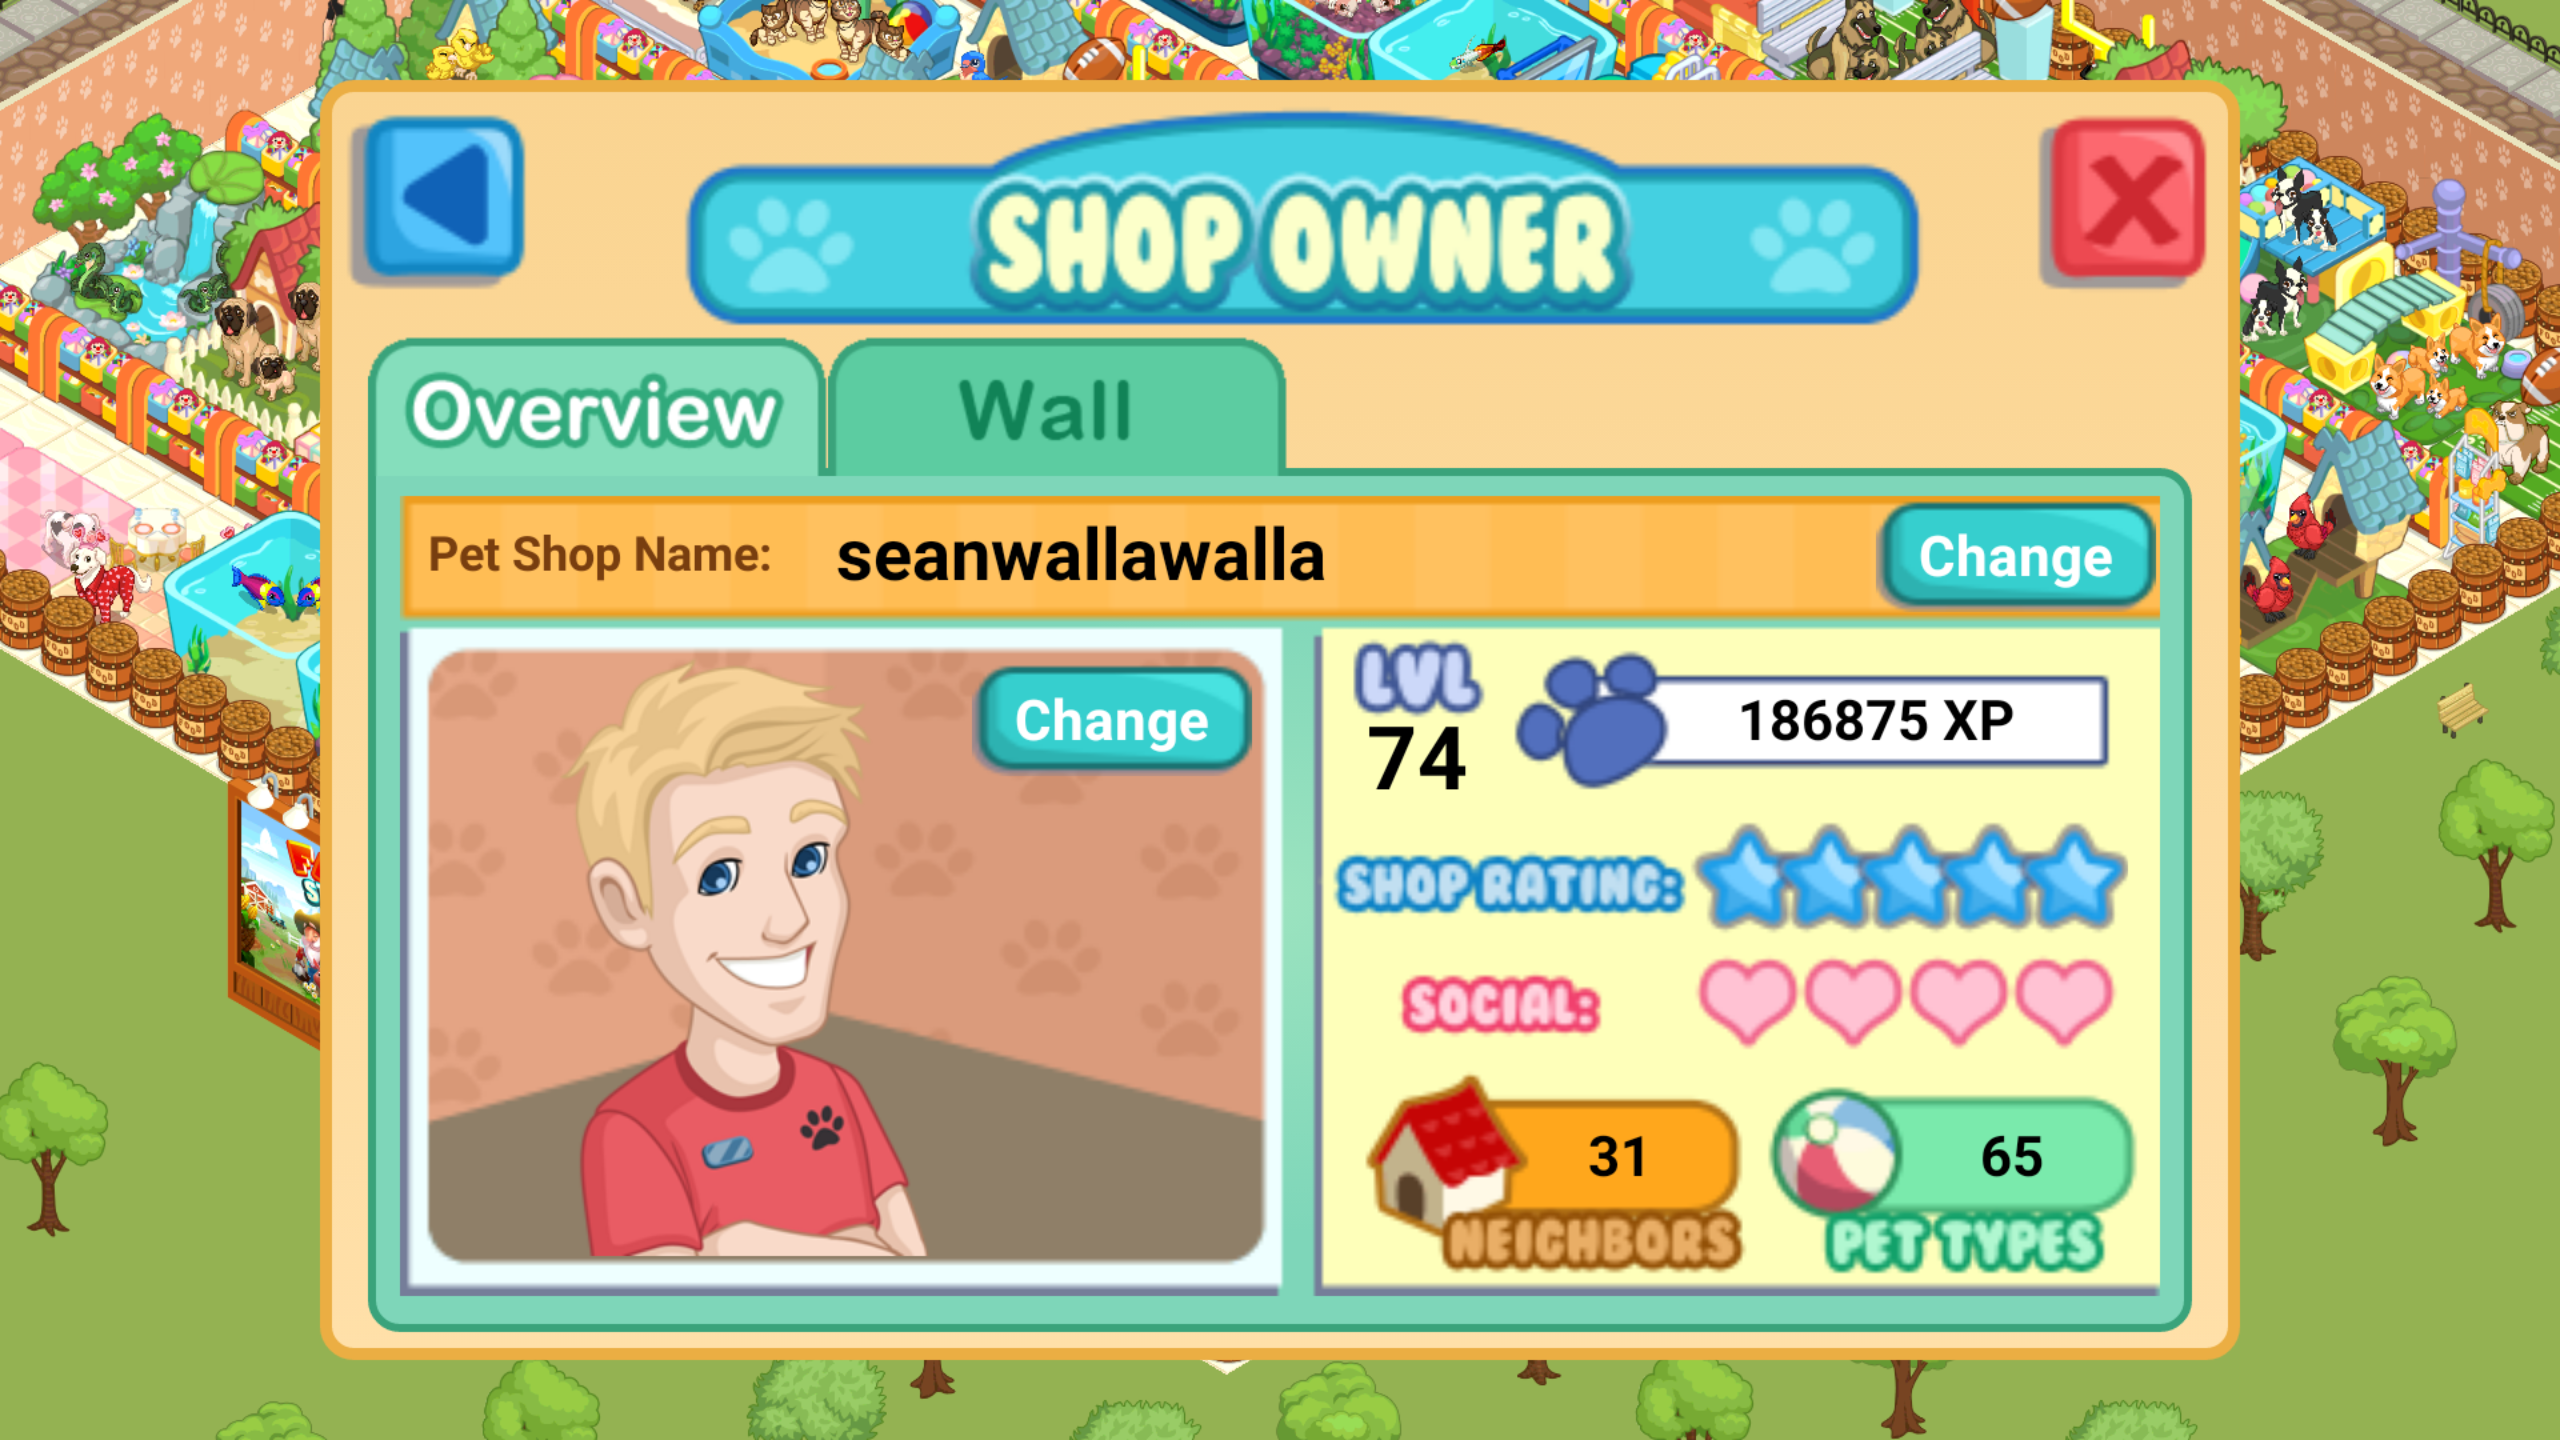 SHOP OWNER
Overview
Wall
Pet Shop Name: seanwallawalla
Change
Change
LVL
74
186875 XP
SHOP RATING:
SOCIAL:
31
NEIGHBORS
65
PET TYPES